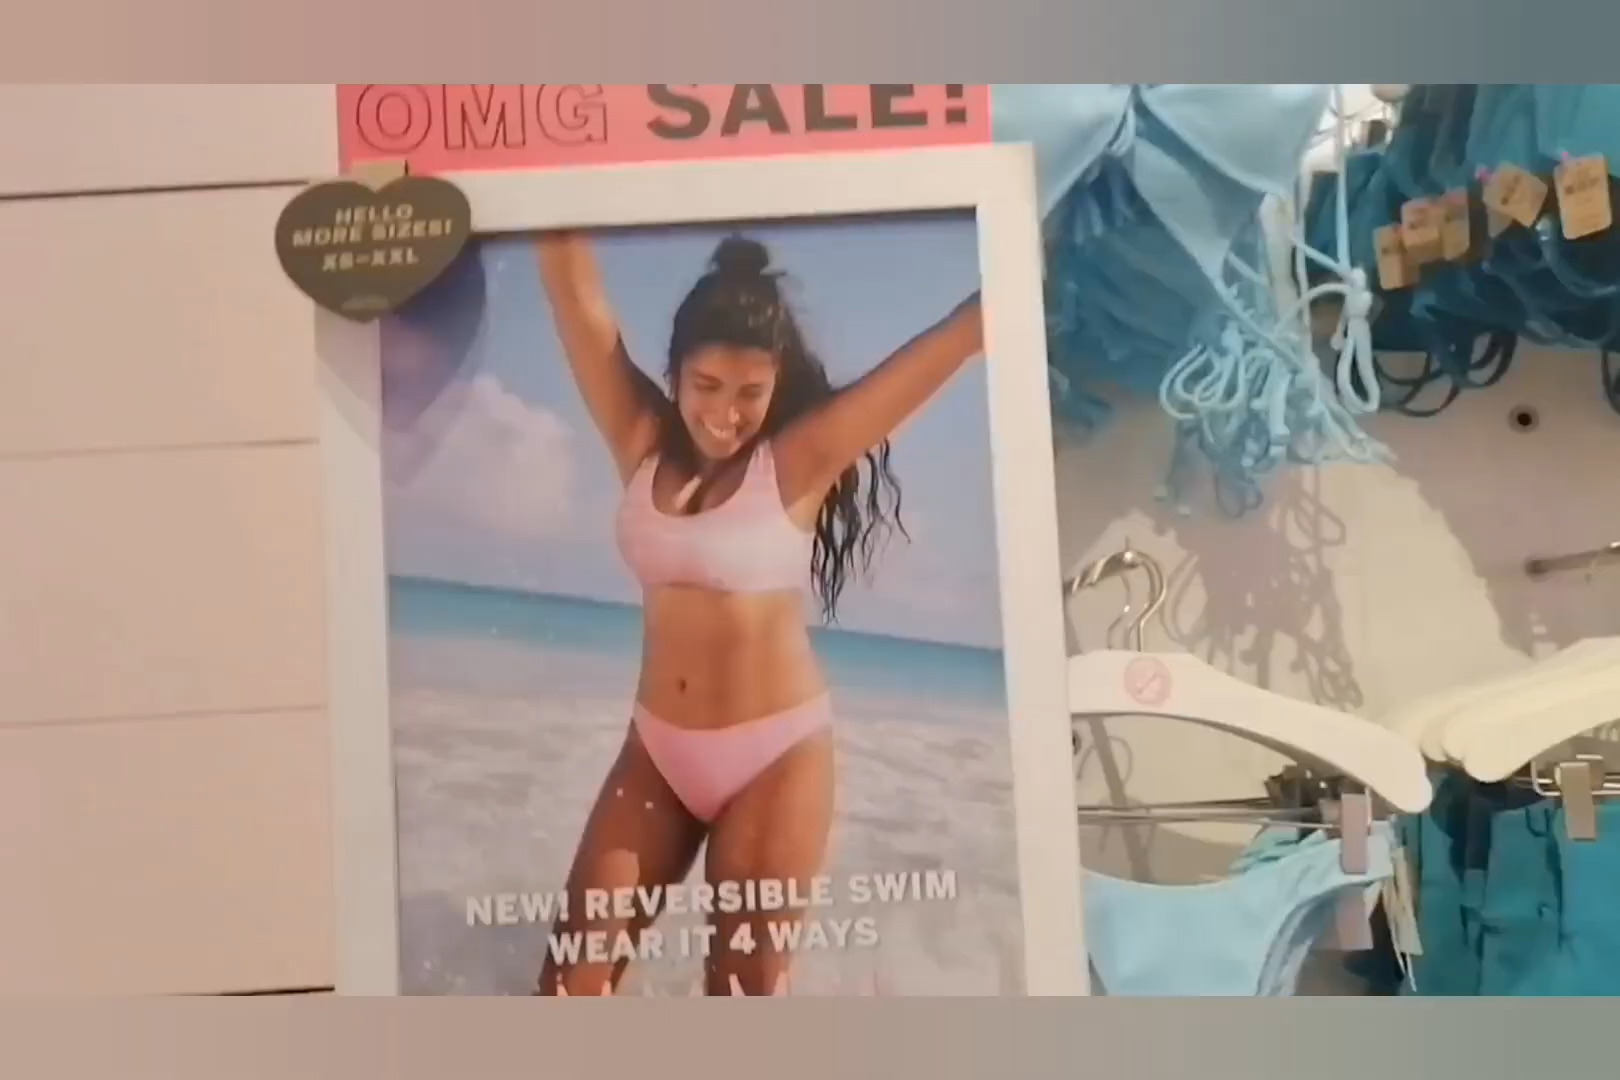 OMG SALE!
HELLO
MORE SIZES!
XS-XXL
NEW! REVERSIBLE SWIM
WEAR IT 4 WAYS